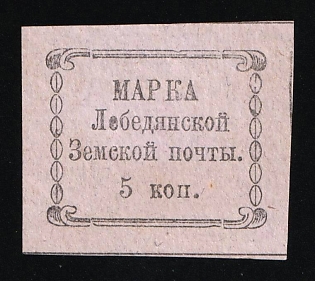 МАРКА
Лебедянской
Земской почты.
5 коп.